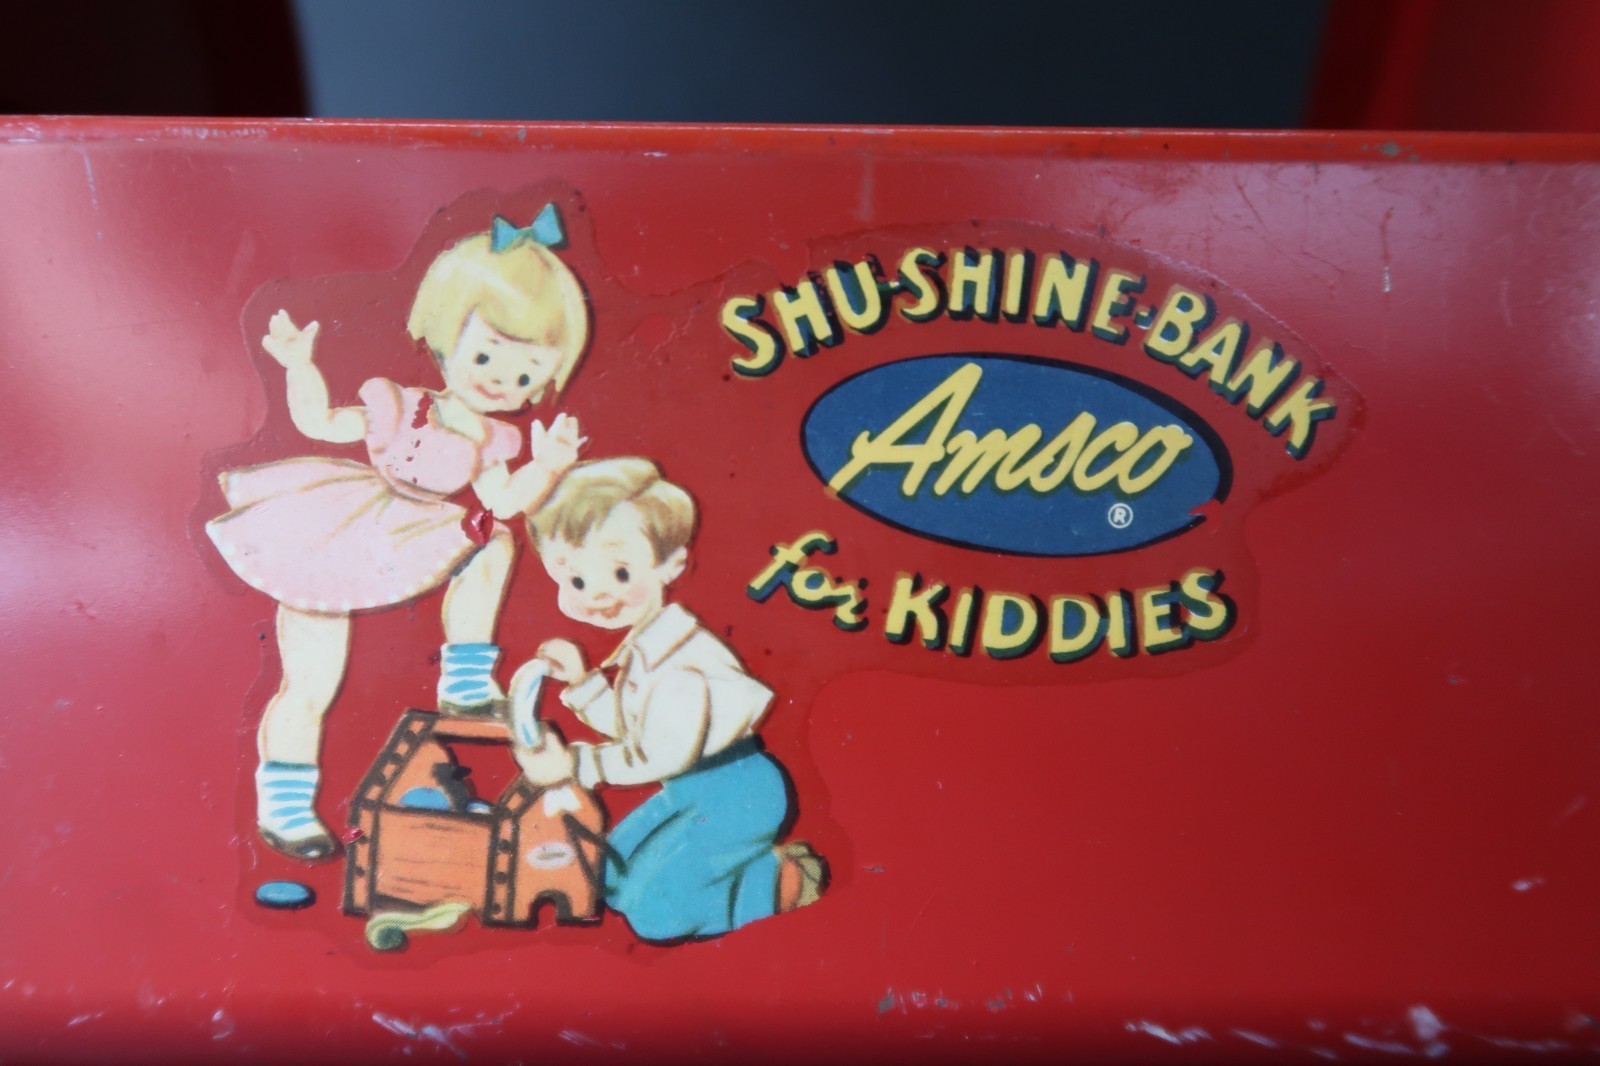 SHU-SHINE-BANK
Amsco
®
for KIDDIES